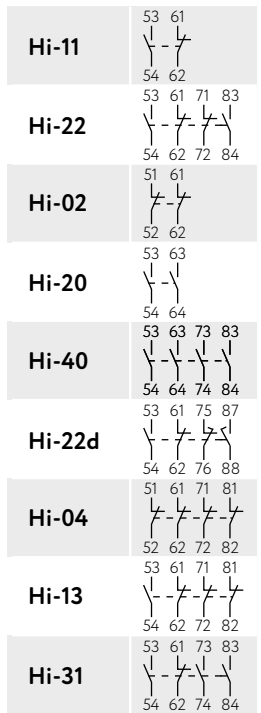 53 61
Hi-11
54 62
53 61 71 83
Hi-22
54 62 72 84
51 61
Hi-02
52 62
53 63
Hi-20
54 64
53 63 73 83
Hi-40
54 64 74 84
53 61 75 87
Hi-22d
54 62 76 88
51 61 71 81
Hi-04
52 62 72 82
53 61 71 81
Hi-13
54 62 72 82
53 61 73 83
Hi-31
54 62 74 84